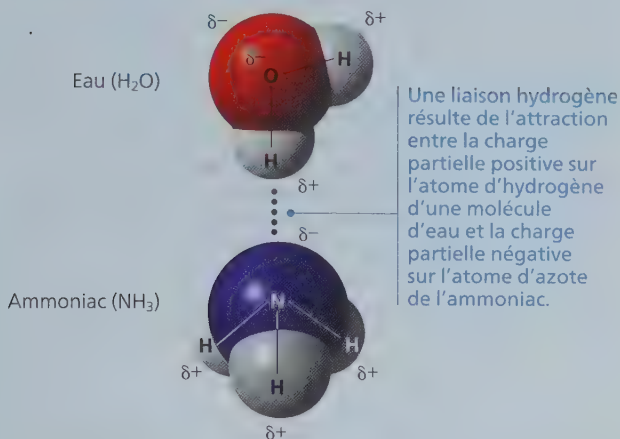 δ− δ+
δ− H
Eau (H₂O) O
H
δ+
δ−
Une liaison hydrogène
résulte de l'attraction
entre la charge
partielle positive sur
l'atome d'hydrogène
d'une molécule
d'eau et la charge
partielle négative
sur l'atome d'azote
de l'ammoniac.
Ammoniac (NH₃) N
H H
δ+ H δ+
δ+